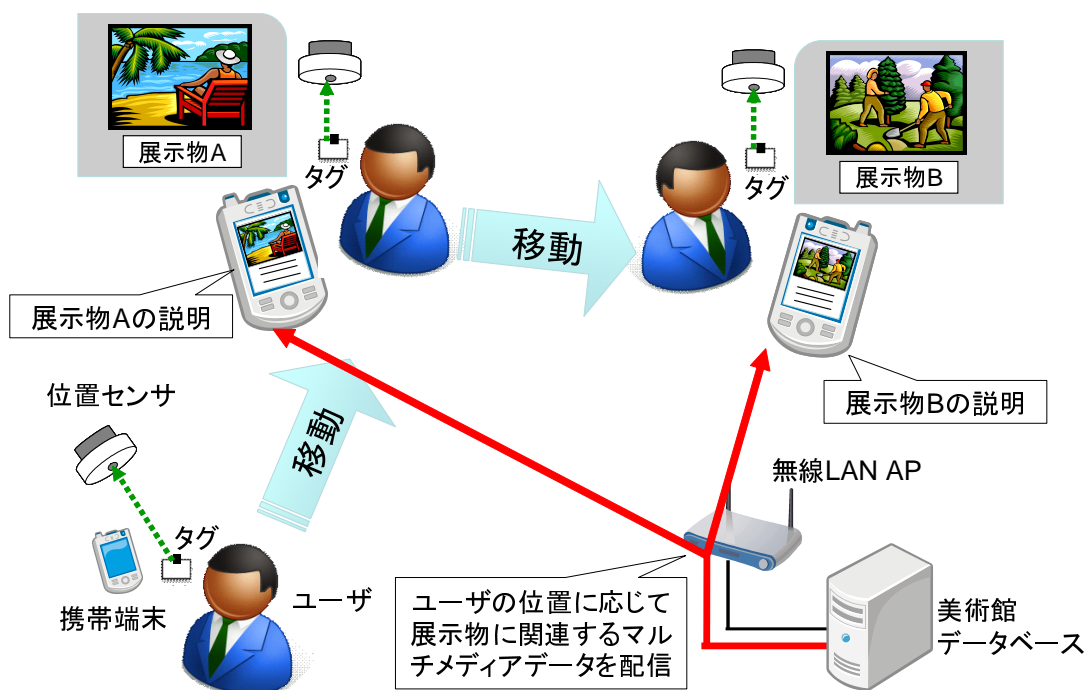 展示物A
タグ
タグ
展示物B
移動
展示物Aの説明
展示物Bの説明
位置センサ
移動
無線LAN AP
タグ
携帯端末
ユーザ
ユーザの位置に応じて
展示物に関連するマル
チメディアデータを配信
美術館
データベース